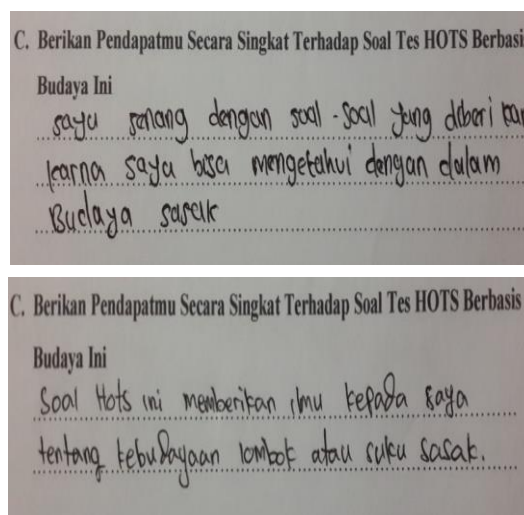 C. Berikan Pendapatmu Secara Singkat Terhadap Soal Tes HOTS Berbasi
Budaya Ini
saya senang dengan soal-soal yang diberi kan
karna saya bisa mengetahui dengan dalam
Budaya sasak
C. Berikan Pendapatmu Secara Singkat Terhadap Soal Tes HOTS Berbasis
Budaya Ini
Soal Hots ini memberikan ilmu kepada saya
tentang kebudayaan lombok atau suku sasak.